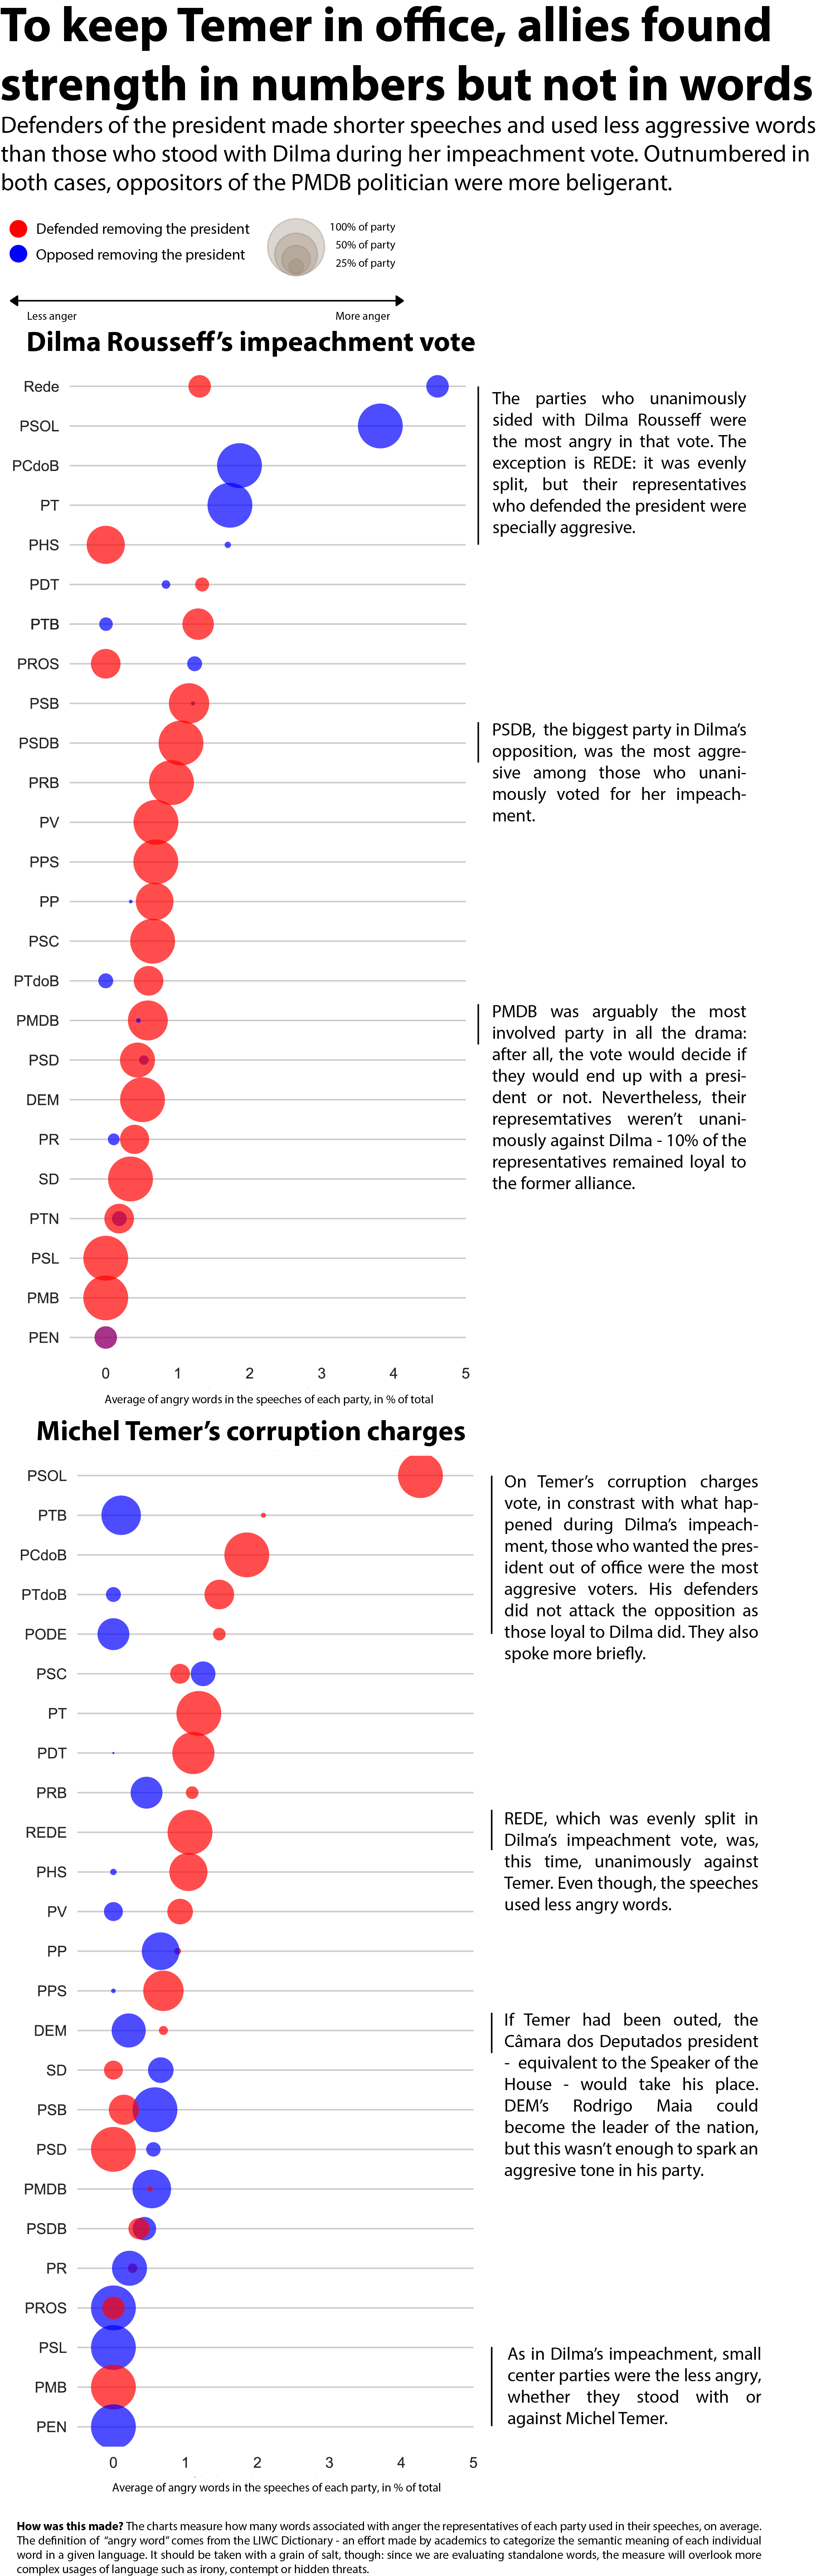 To keep Temer in office, allies found
strength in numbers but not in words
Defenders of the president made shorter speeches and used less aggressive words
than those who stood with Dilma during her impeachment vote. Outnumbered in
both cases, oppositors of the PMDB politician were more beligerant.
Defended removing the president
Opposed removing the president
100% of party
50% of party
25% of party
Less anger
More anger
Dilma Rousseff's impeachment vote
Rede
PSOL
PCdoB
PT
PHS
PDT
PTB
PROS
PSB
PSDB
PRB
PV
PPS
PP
PSC
PTdoB
PMDB
PSD
DEM
PR
SD
PTN
PSL
PMB
PEN
0 1 2 3 4 5
Average of angry words in the speeches of each party, in % of total
The parties who unanimously
sided with Dilma Rousseff were
the most angry in that vote. The
exception is REDE: it was evenly
split, but their representatives
who defended the president were
specially aggresive.
PSDB, the biggest party in Dilma's
opposition, was the most aggre-
sive among those who unani-
mously voted for her impeach-
ment.
PMDB was arguably the most
involved party in all the drama:
after all, the vote would decide if
they would end up with a presi-
dent or not. Nevertheless, their
represemtatives weren't unani-
mously against Dilma - 10% of the
representatives remained loyal to
the former alliance.
Michel Temer's corruption charges
PSOL
PTB
PCdoB
PTdoB
PODE
PSC
PT
PDT
PRB
REDE
PHS
PV
PP
PPS
DEM
SD
PSB
PSD
PMDB
PSDB
PR
PROS
PSL
PMB
PEN
0 1 2 3 4 5
Average of angry words in the speeches of each party, in % of total
On Temer's corruption charges
vote, in constrast with what hap-
pened during Dilma's impeach-
ment, those who wanted the pres-
ident out of office were the most
aggresive voters. His defenders
did not attack the opposition as
those loyal to Dilma did. They also
spoke more briefly.
REDE, which was evenly split in
Dilma's impeachment vote, was,
this time, unanimously against
Temer. Even though, the speeches
used less angry words.
If Temer had been outed, the
Câmara dos Deputados president
- equivalent to the Speaker of the
House - would take his place.
DEM's Rodrigo Maia could
become the leader of the nation,
but this wasn't enough to spark an
aggresive tone in his party.
As in Dilma's impeachment, small
center parties were the less angry,
whether they stood with or
against Michel Temer.
How was this made? The charts measure how many words associated with anger the representatives of each party used in their speeches, on average.
The definition of "angry word" comes from the LIWC Dictionary - an effort made by academics to categorize the semantic meaning of each individual
word in a given language. It should be taken with a grain of salt, though: since we are evaluating standalone words, the measure will overlook more
complex usages of language such as irony, contempt or hidden threats.